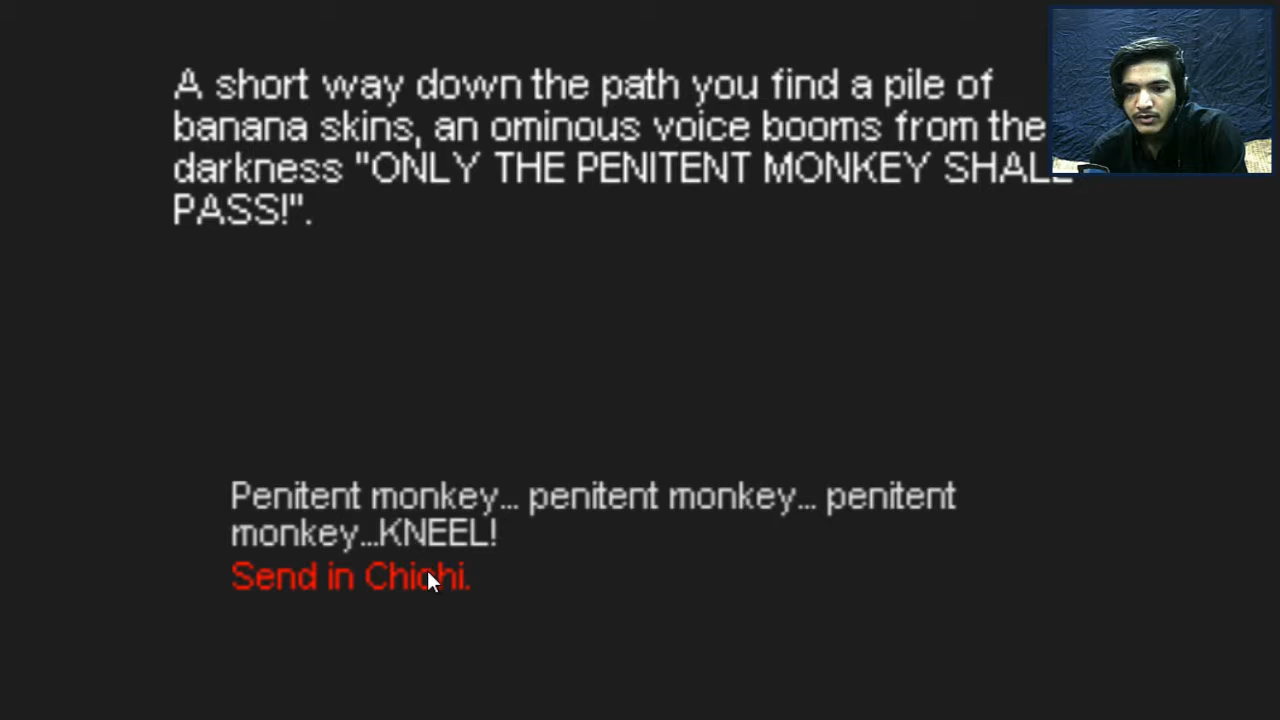 A short way down the path you find a pile of
banana skins, an ominous voice booms from the
darkness "ONLY THE PENITENT MONKEY SHALL
PASS!".
Penitent monkey... penitent monkey... penitent
monkey...KNEEL!
Send in Chichi.